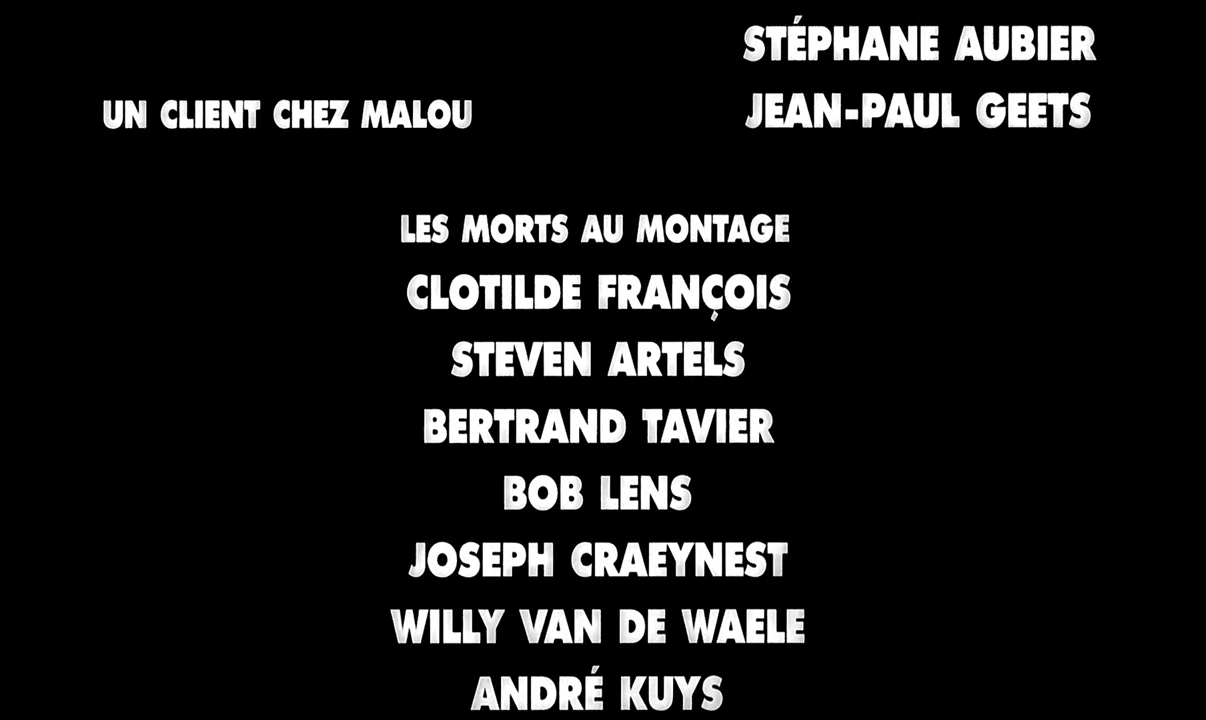 STÉPHANE AUBIER
UN CLIENT CHEZ MALOU JEAN-PAUL GEETS
LES MORTS AU MONTAGE
CLOTILDE FRANÇOIS
STEVEN ARTELS
BERTRAND TAVIER
BOB LENS
JOSEPH CRAEYNEST
WILLY VAN DE WAELE
ANDRÉ KUYS